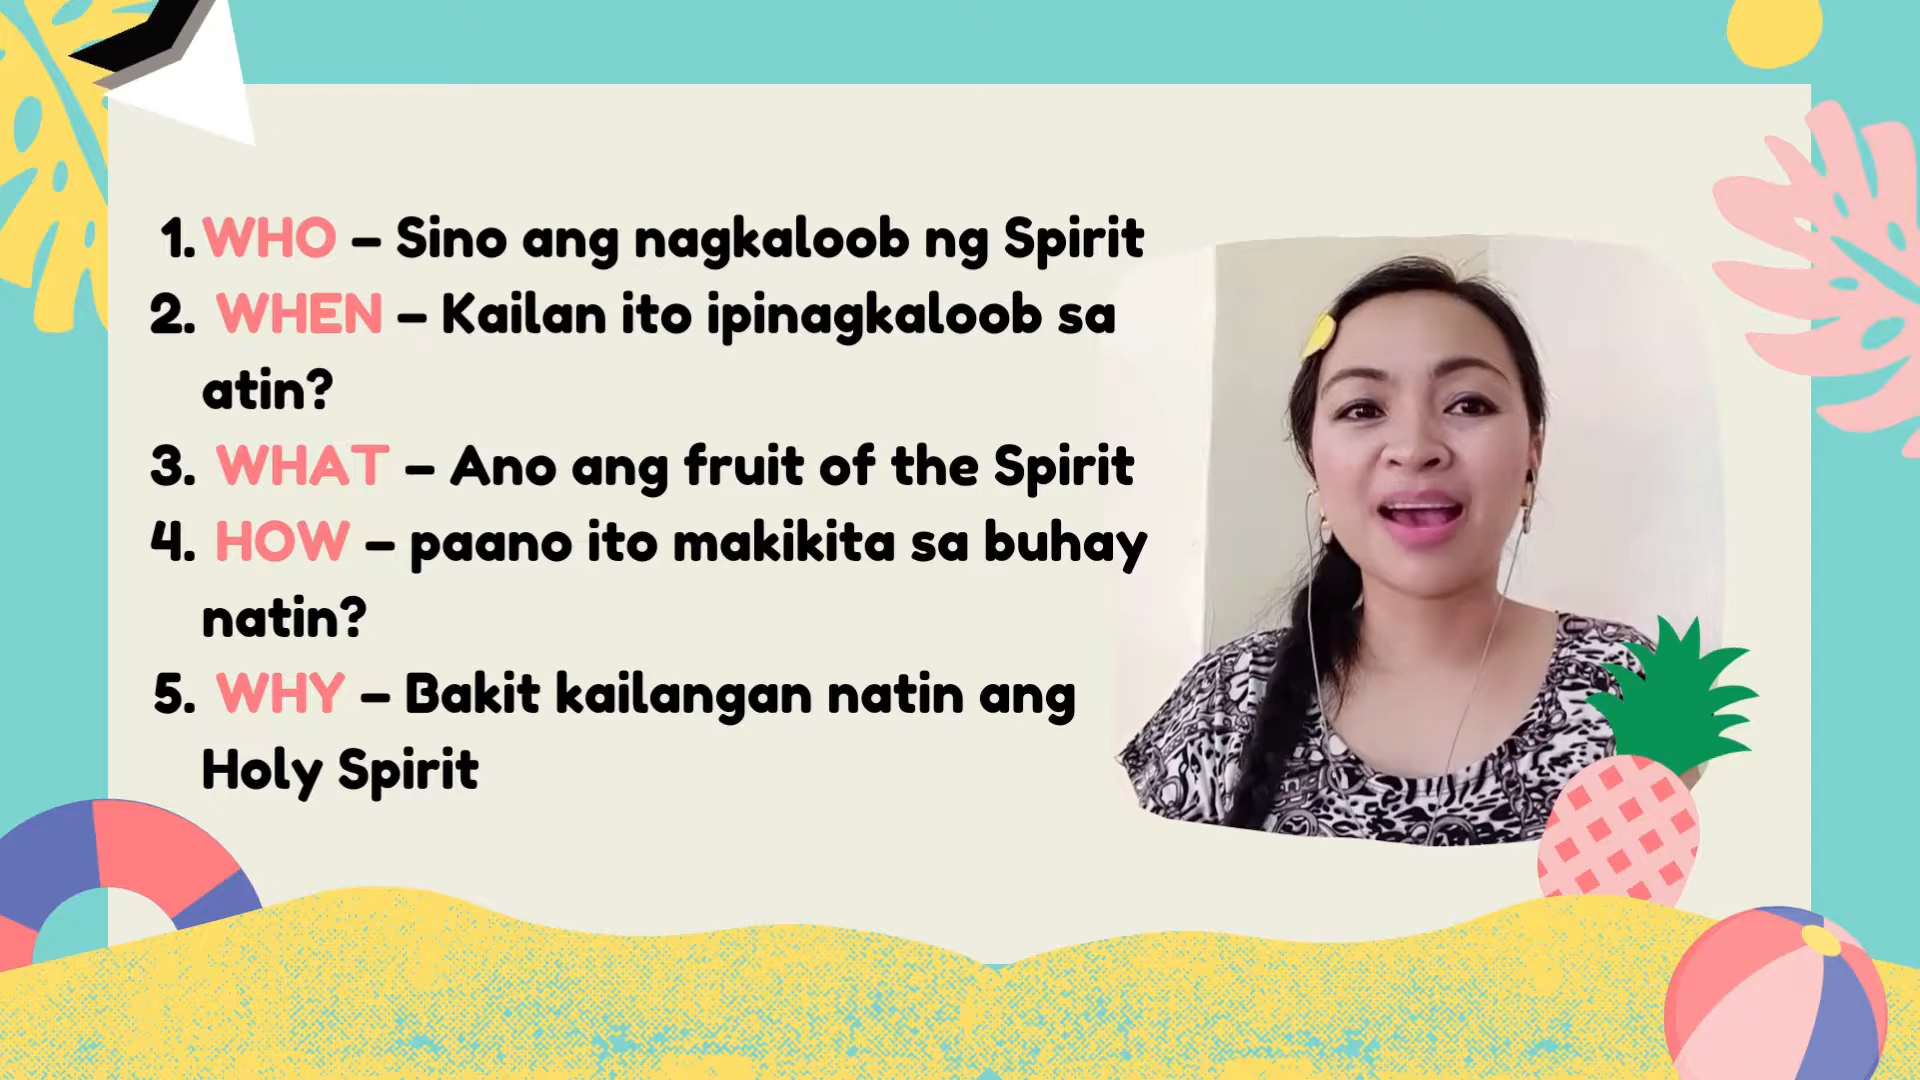 1. WHO – Sino ang nagkaloob ng Spirit
2. WHEN – Kailan ito ipinagkaloob sa
atin?
3. WHAT – Ano ang fruit of the Spirit
4. HOW – paano ito makikita sa buhay
natin?
5. WHY – Bakit kailangan natin ang
Holy Spirit